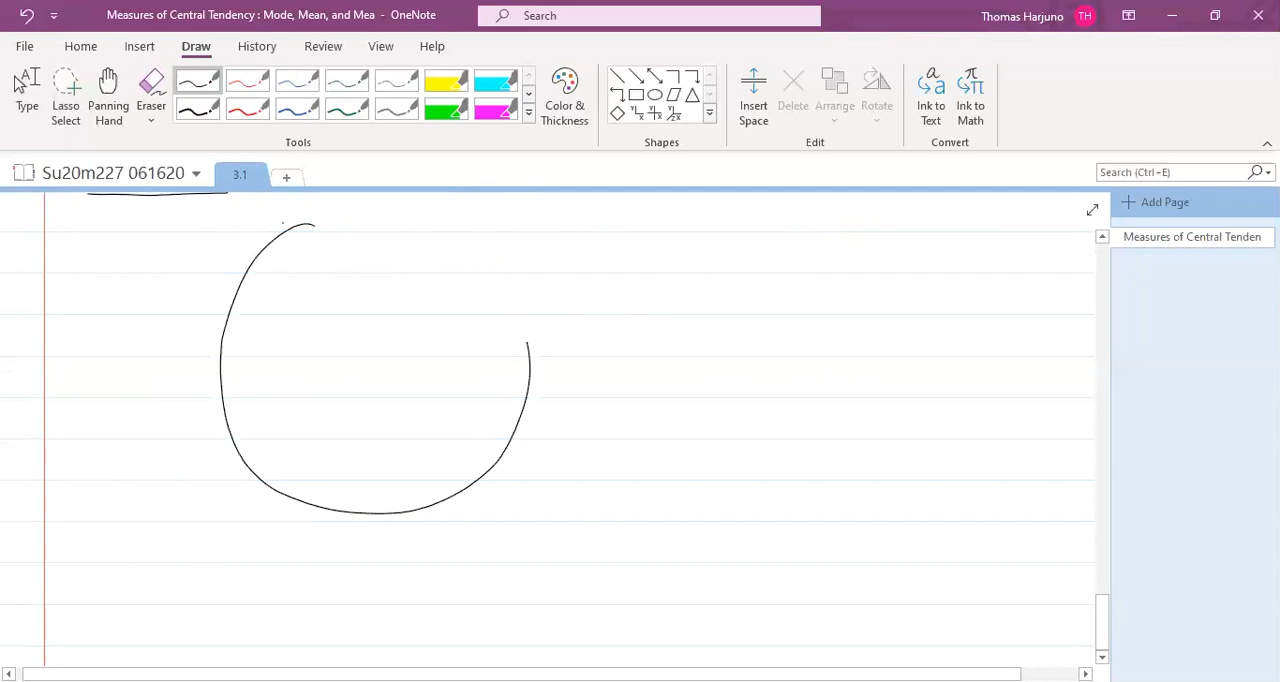 Measures of Central Tendency : Mode, Mean, and Mea - OneNote
Search
Thomas Harjuno TH
File Home Insert Draw History Review View Help
Type
Lasso Select
Panning Hand
Eraser
Color & Thickness
Insert Space
Delete
Arrange
Rotate
Ink to Text
Ink to Math
Tools
Shapes
Edit
Convert
Su20m227 061620
3.1
Search (Ctrl+E)
Add Page
Measures of Central Tenden